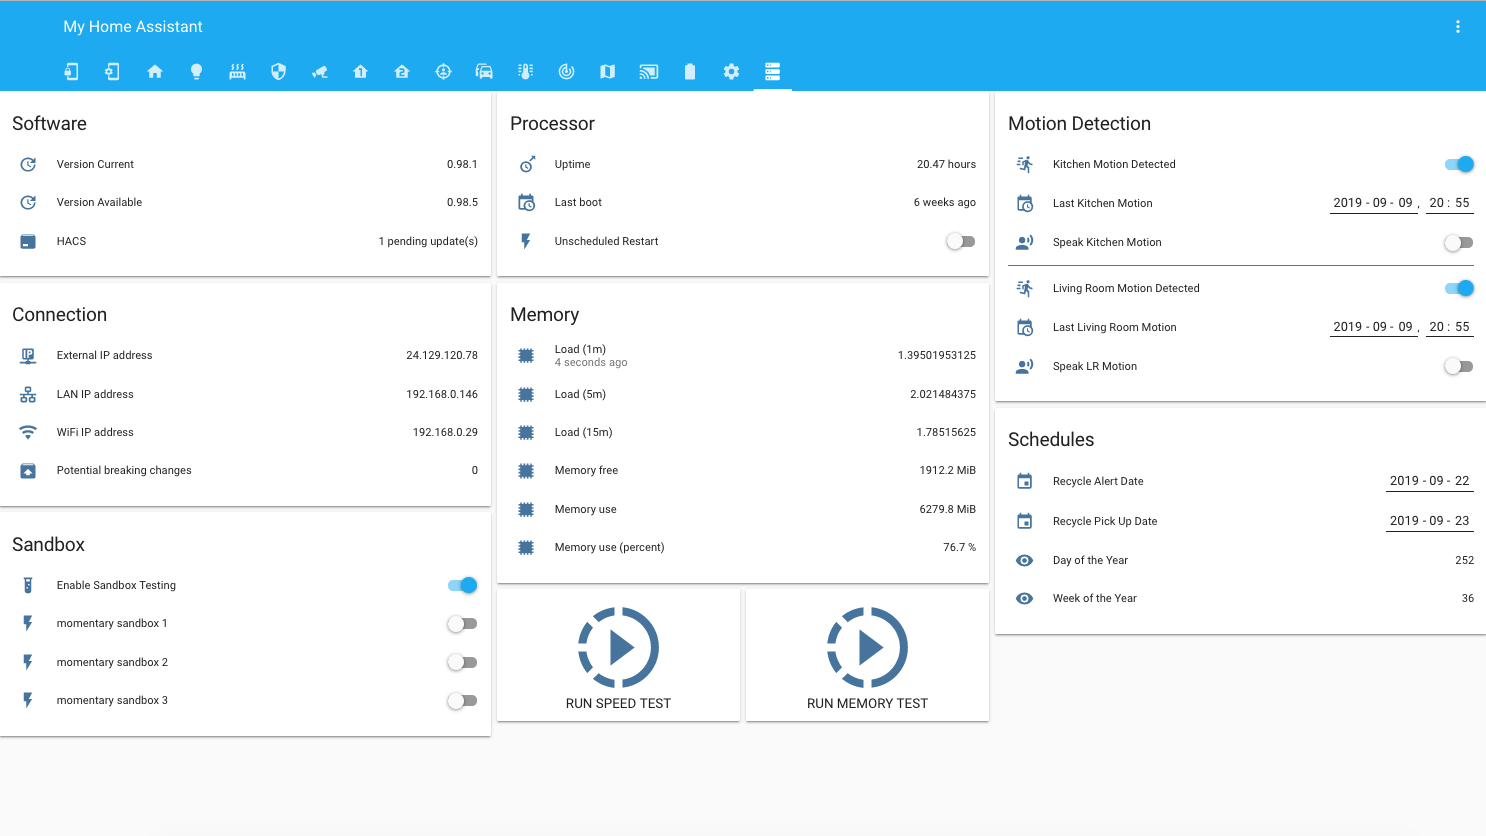 My Home Assistant
Software
Version Current 0.98.1
Version Available 0.98.5
HACS 1 pending update(s)
Connection
External IP address 24.129.120.78
LAN IP address 192.168.0.146
WiFi IP address 192.168.0.29
Potential breaking changes 0
Sandbox
Enable Sandbox Testing
momentary sandbox 1
momentary sandbox 2
momentary sandbox 3
Processor
Uptime 20.47 hours
Last boot 6 weeks ago
Unscheduled Restart
Memory
Load (1m) 1.39501953125
4 seconds ago
Load (5m) 2.021484375
Load (15m) 1.78515625
Memory free 1912.2 MiB
Memory use 6279.8 MiB
Memory use (percent) 76.7 %
RUN SPEED TEST
RUN MEMORY TEST
Motion Detection
Kitchen Motion Detected
Last Kitchen Motion 2019 - 09 - 09 , 20 : 55
Speak Kitchen Motion
Living Room Motion Detected
Last Living Room Motion 2019 - 09 - 09 , 20 : 55
Speak LR Motion
Schedules
Recycle Alert Date 2019 - 09 - 22
Recycle Pick Up Date 2019 - 09 - 23
Day of the Year 252
Week of the Year 36